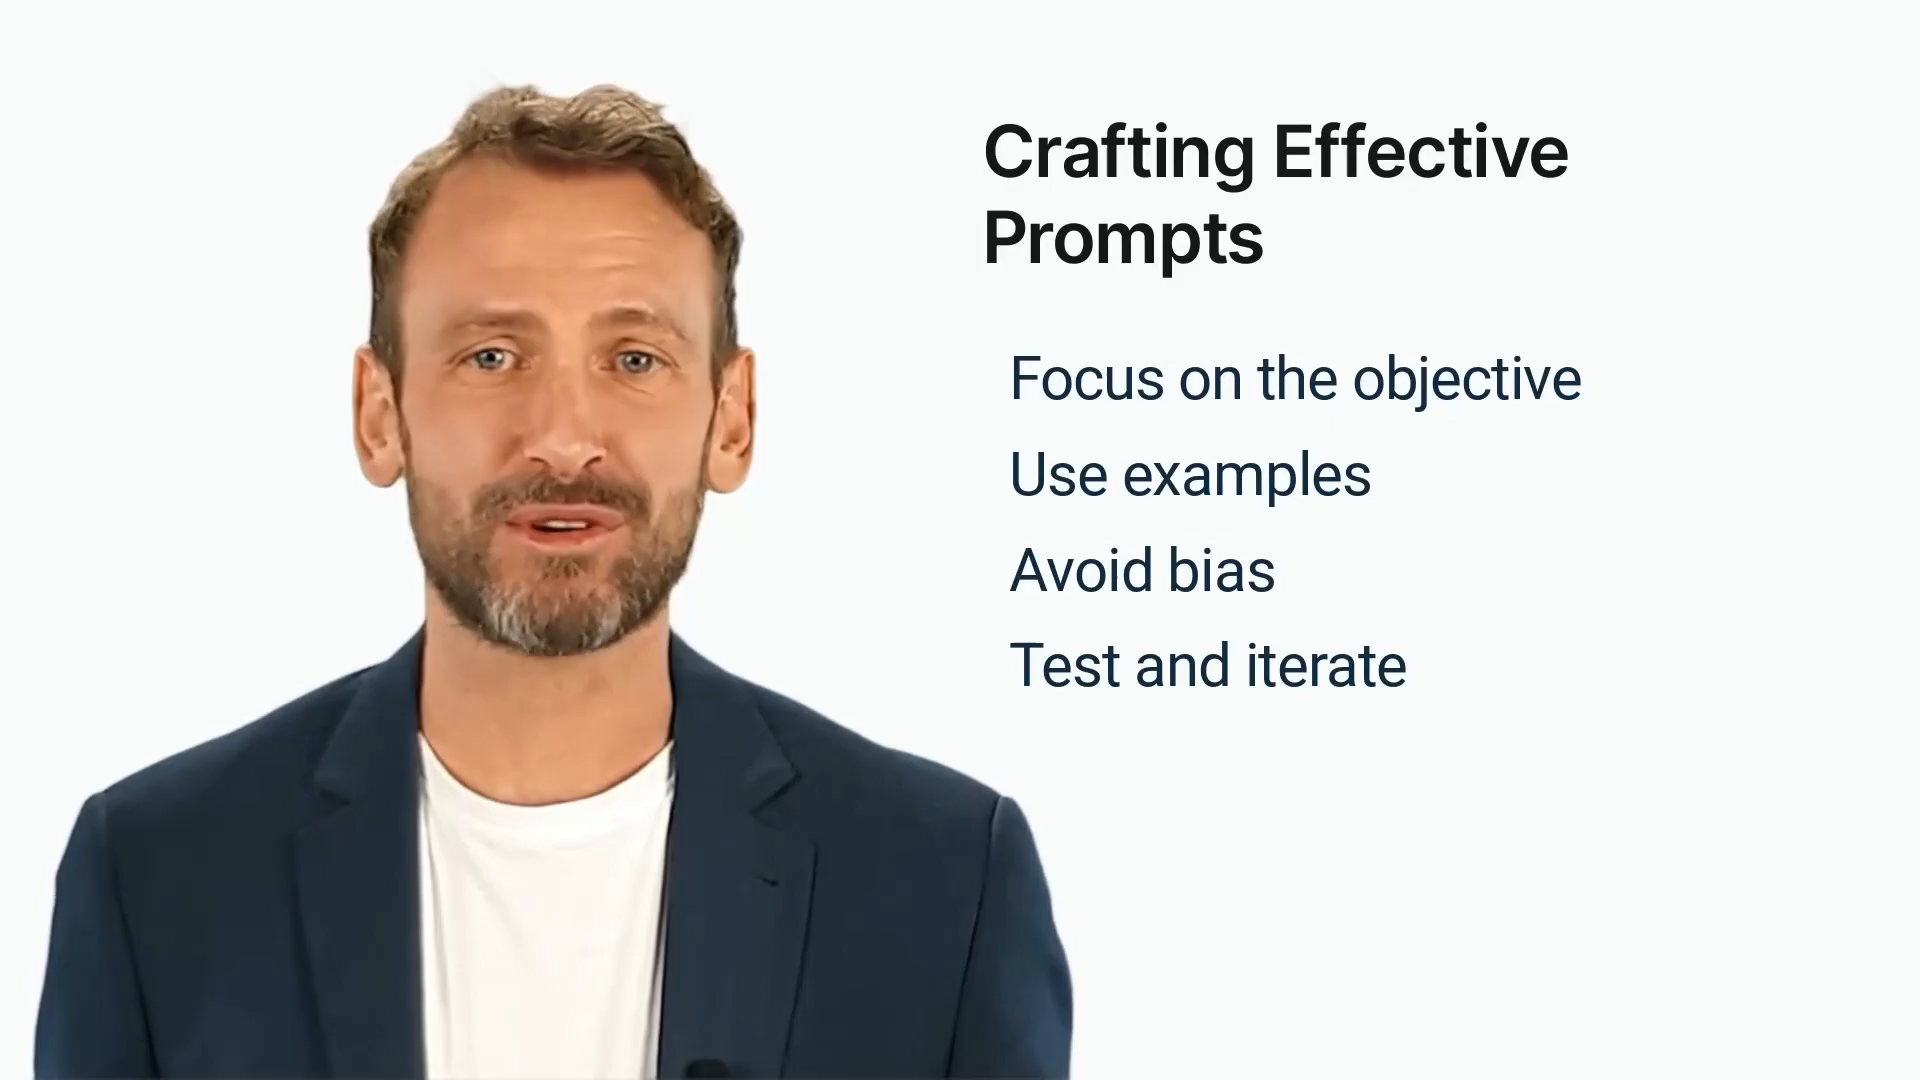 Crafting Effective
Prompts
Focus on the objective
Use examples
Avoid bias
Test and iterate